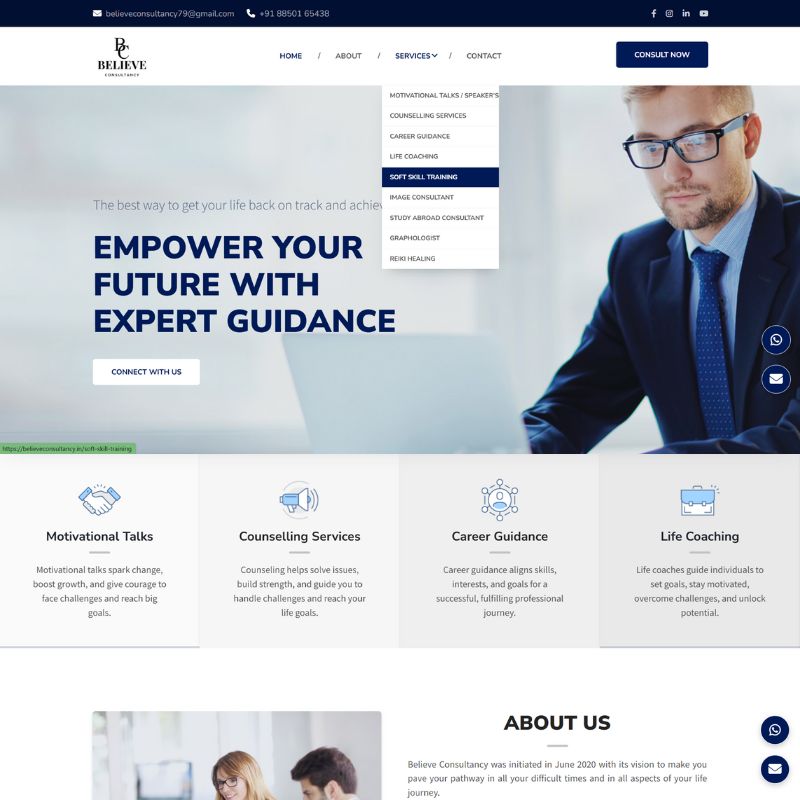 believeconsultancy79@gmail.com
+91 88501 65438
BC
BELIEVE
CONSULTANCY
HOME / ABOUT / SERVICES / CONTACT
CONSULT NOW
MOTIVATIONAL TALKS / SPEAKER'S
COUNSELLING SERVICES
CAREER GUIDANCE
LIFE COACHING
SOFT SKILL TRAINING
IMAGE CONSULTANT
STUDY ABROAD CONSULTANT
GRAPHOLOGIST
REIKI HEALING
The best way to get your life back on track and achiev
EMPOWER YOUR
FUTURE WITH
EXPERT GUIDANCE
CONNECT WITH US
https://believeconsultancy.in/soft-skill-training
Motivational Talks
Motivational talks spark change,
boost growth, and give courage to
face challenges and reach big
goals.
Counselling Services
Counseling helps solve issues,
build strength, and guide you to
handle challenges and reach your
life goals.
Career Guidance
Career guidance aligns skills,
interests, and goals for a
successful, fulfilling professional
journey.
Life Coaching
Life coaches guide individuals to
set goals, stay motivated,
overcome challenges, and unlock
potential.
ABOUT US
Believe Consultancy was initiated in June 2020 with its vision to make you
pave your pathway in all your difficult times and in all aspects of your life
journey.